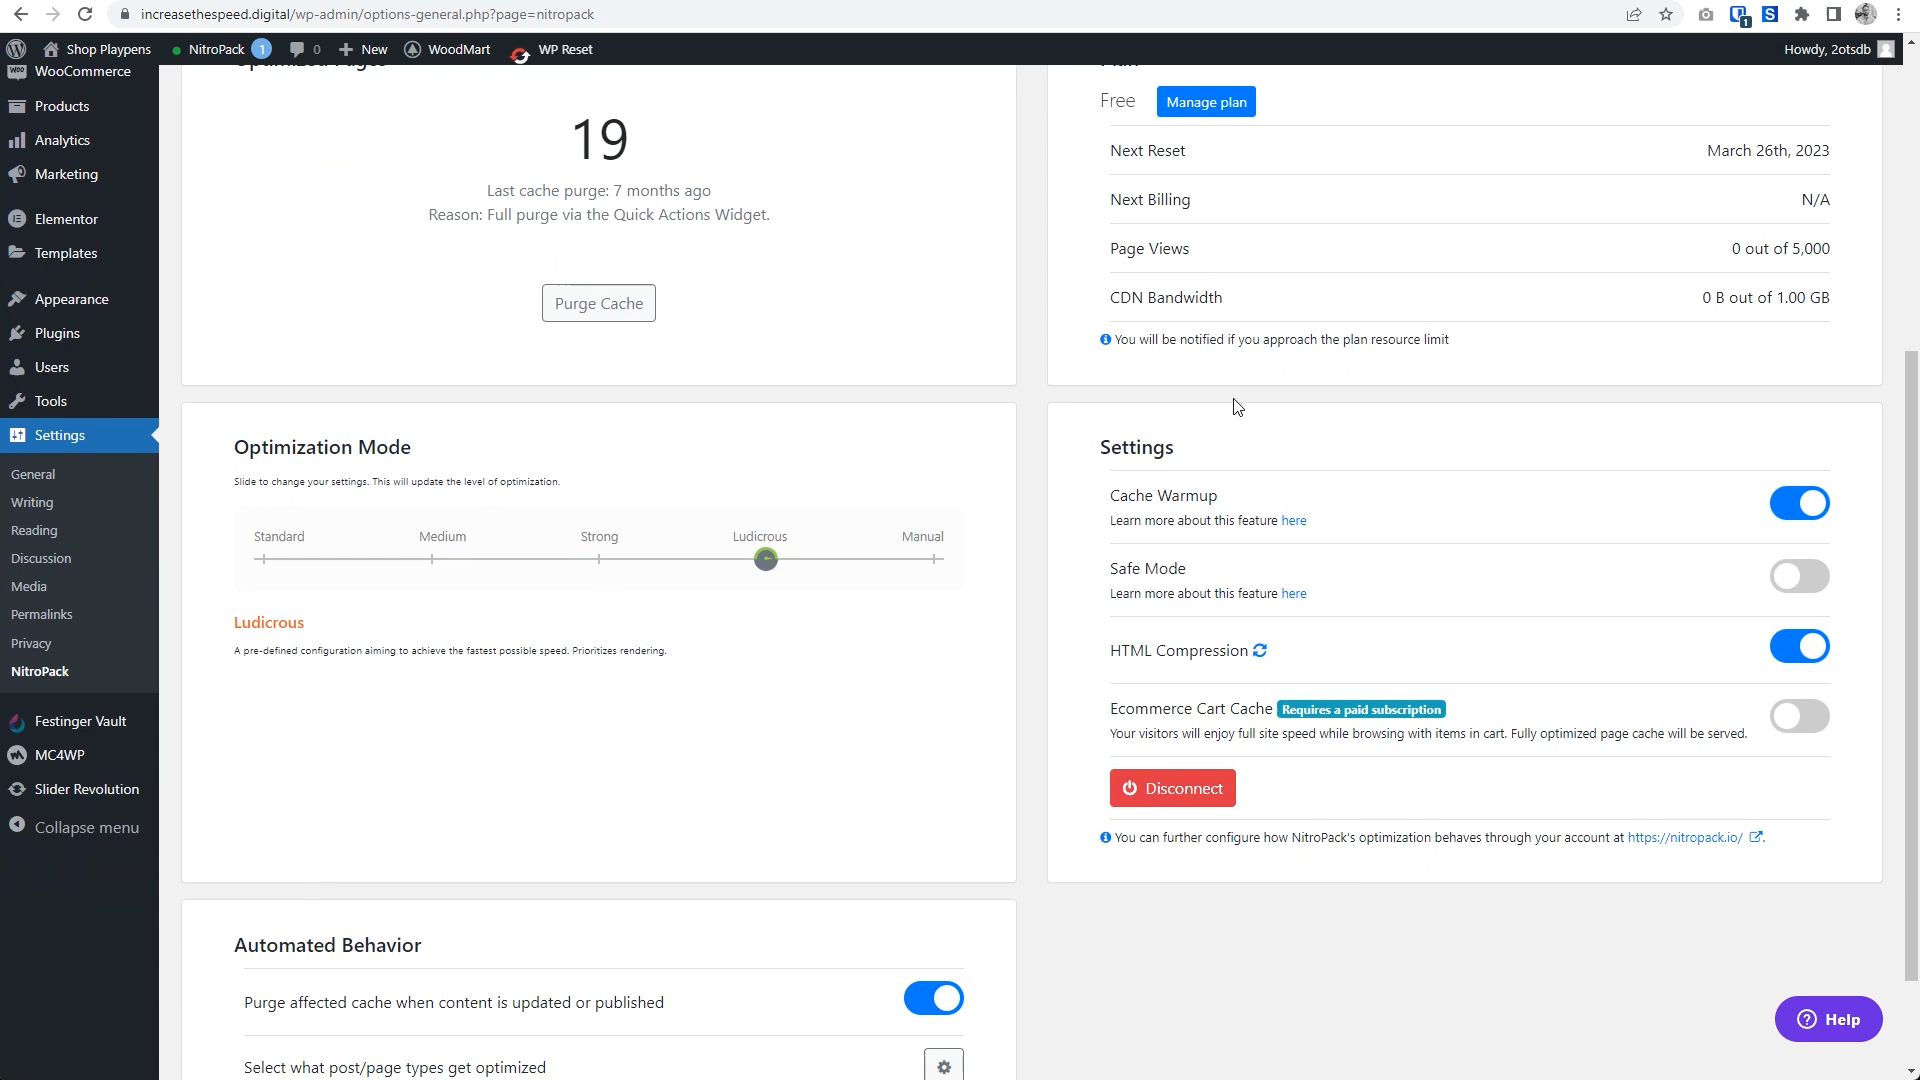 increasethespeed.digital/wp-admin/options-general.php?page=nitropack
Shop Playpens
NitroPack 1
0
New
WoodMart
WP Reset
Howdy, 2otsdb
WooCommerce
Products
Analytics
Marketing
Elementor
Templates
Appearance
Plugins
Users
Tools
Settings
General
Writing
Reading
Discussion
Media
Permalinks
Privacy
NitroPack
Festinger Vault
MC4WP
Slider Revolution
Collapse menu
19
Last cache purge: 7 months ago
Reason: Full purge via the Quick Actions Widget.
Purge Cache
Free Manage plan
Next Reset March 26th, 2023
Next Billing N/A
Page Views 0 out of 5,000
CDN Bandwidth 0 B out of 1.00 GB
You will be notified if you approach the plan resource limit
Optimization Mode
Slide to change your settings. This will update the level of optimization.
Standard Medium Strong Ludicrous Manual
Ludicrous
A pre-defined configuration aiming to achieve the fastest possible speed. Prioritizes rendering.
Settings
Cache Warmup
Learn more about this feature here
Safe Mode
Learn more about this feature here
HTML Compression
Ecommerce Cart Cache Requires a paid subscription
Your visitors will enjoy full site speed while browsing with items in cart. Fully optimized page cache will be served.
Disconnect
You can further configure how NitroPack's optimization behaves through your account at https://nitropack.io/ .
Automated Behavior
Purge affected cache when content is updated or published
Select what post/page types get optimized
Help